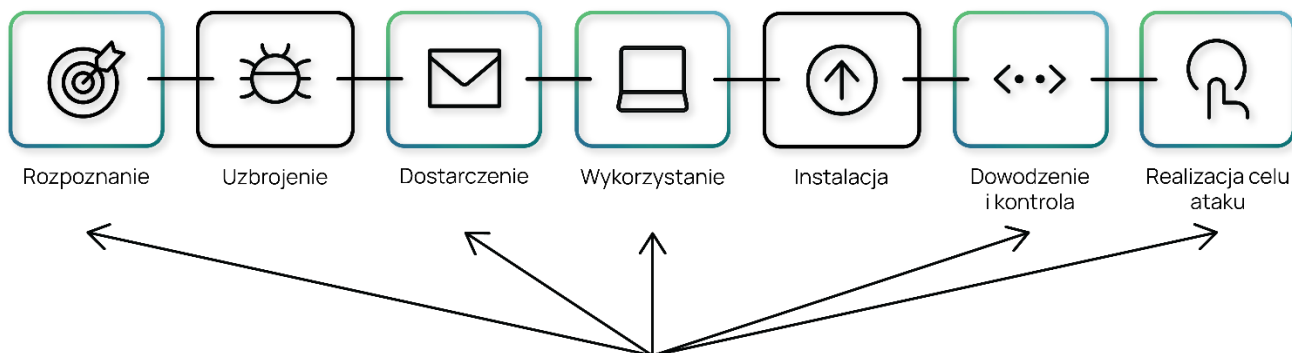 Rozpoznanie
Uzbrojenie
Dostarczenie
Wykorzystanie
Instalacja
Dowodzenie
i kontrola
Realizacja celu
ataku